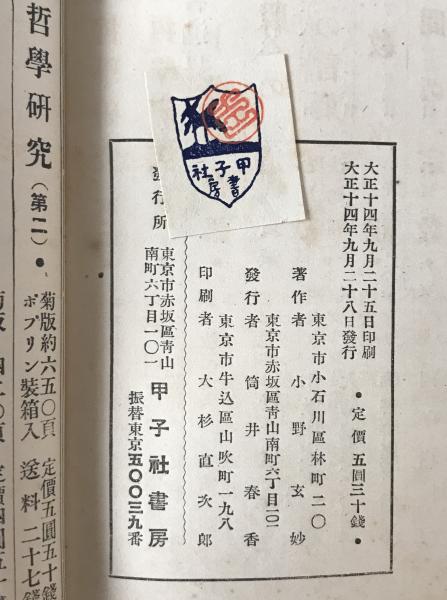 大正十四年九月二十五日印刷
大正十四年九月二十八日發行
• 定價 五圓三十錢 •
東京市小石川區林町二〇
著作者 小野玄妙
東京市赤坂區靑山南町六丁目一〇一
發行者 筒井春香
東京市牛込區山吹町一九八
印刷者 大杉直次郎
發行所
東京市赤坂區靑山
南町六丁目一〇一
甲子社書房
振替東京五〇〇三九番
甲子社
書房
哲學硏究(第二)•
菊版約六五〇頁 定價五圓五十錢
ポプリン裝箱入 送料二十七錢